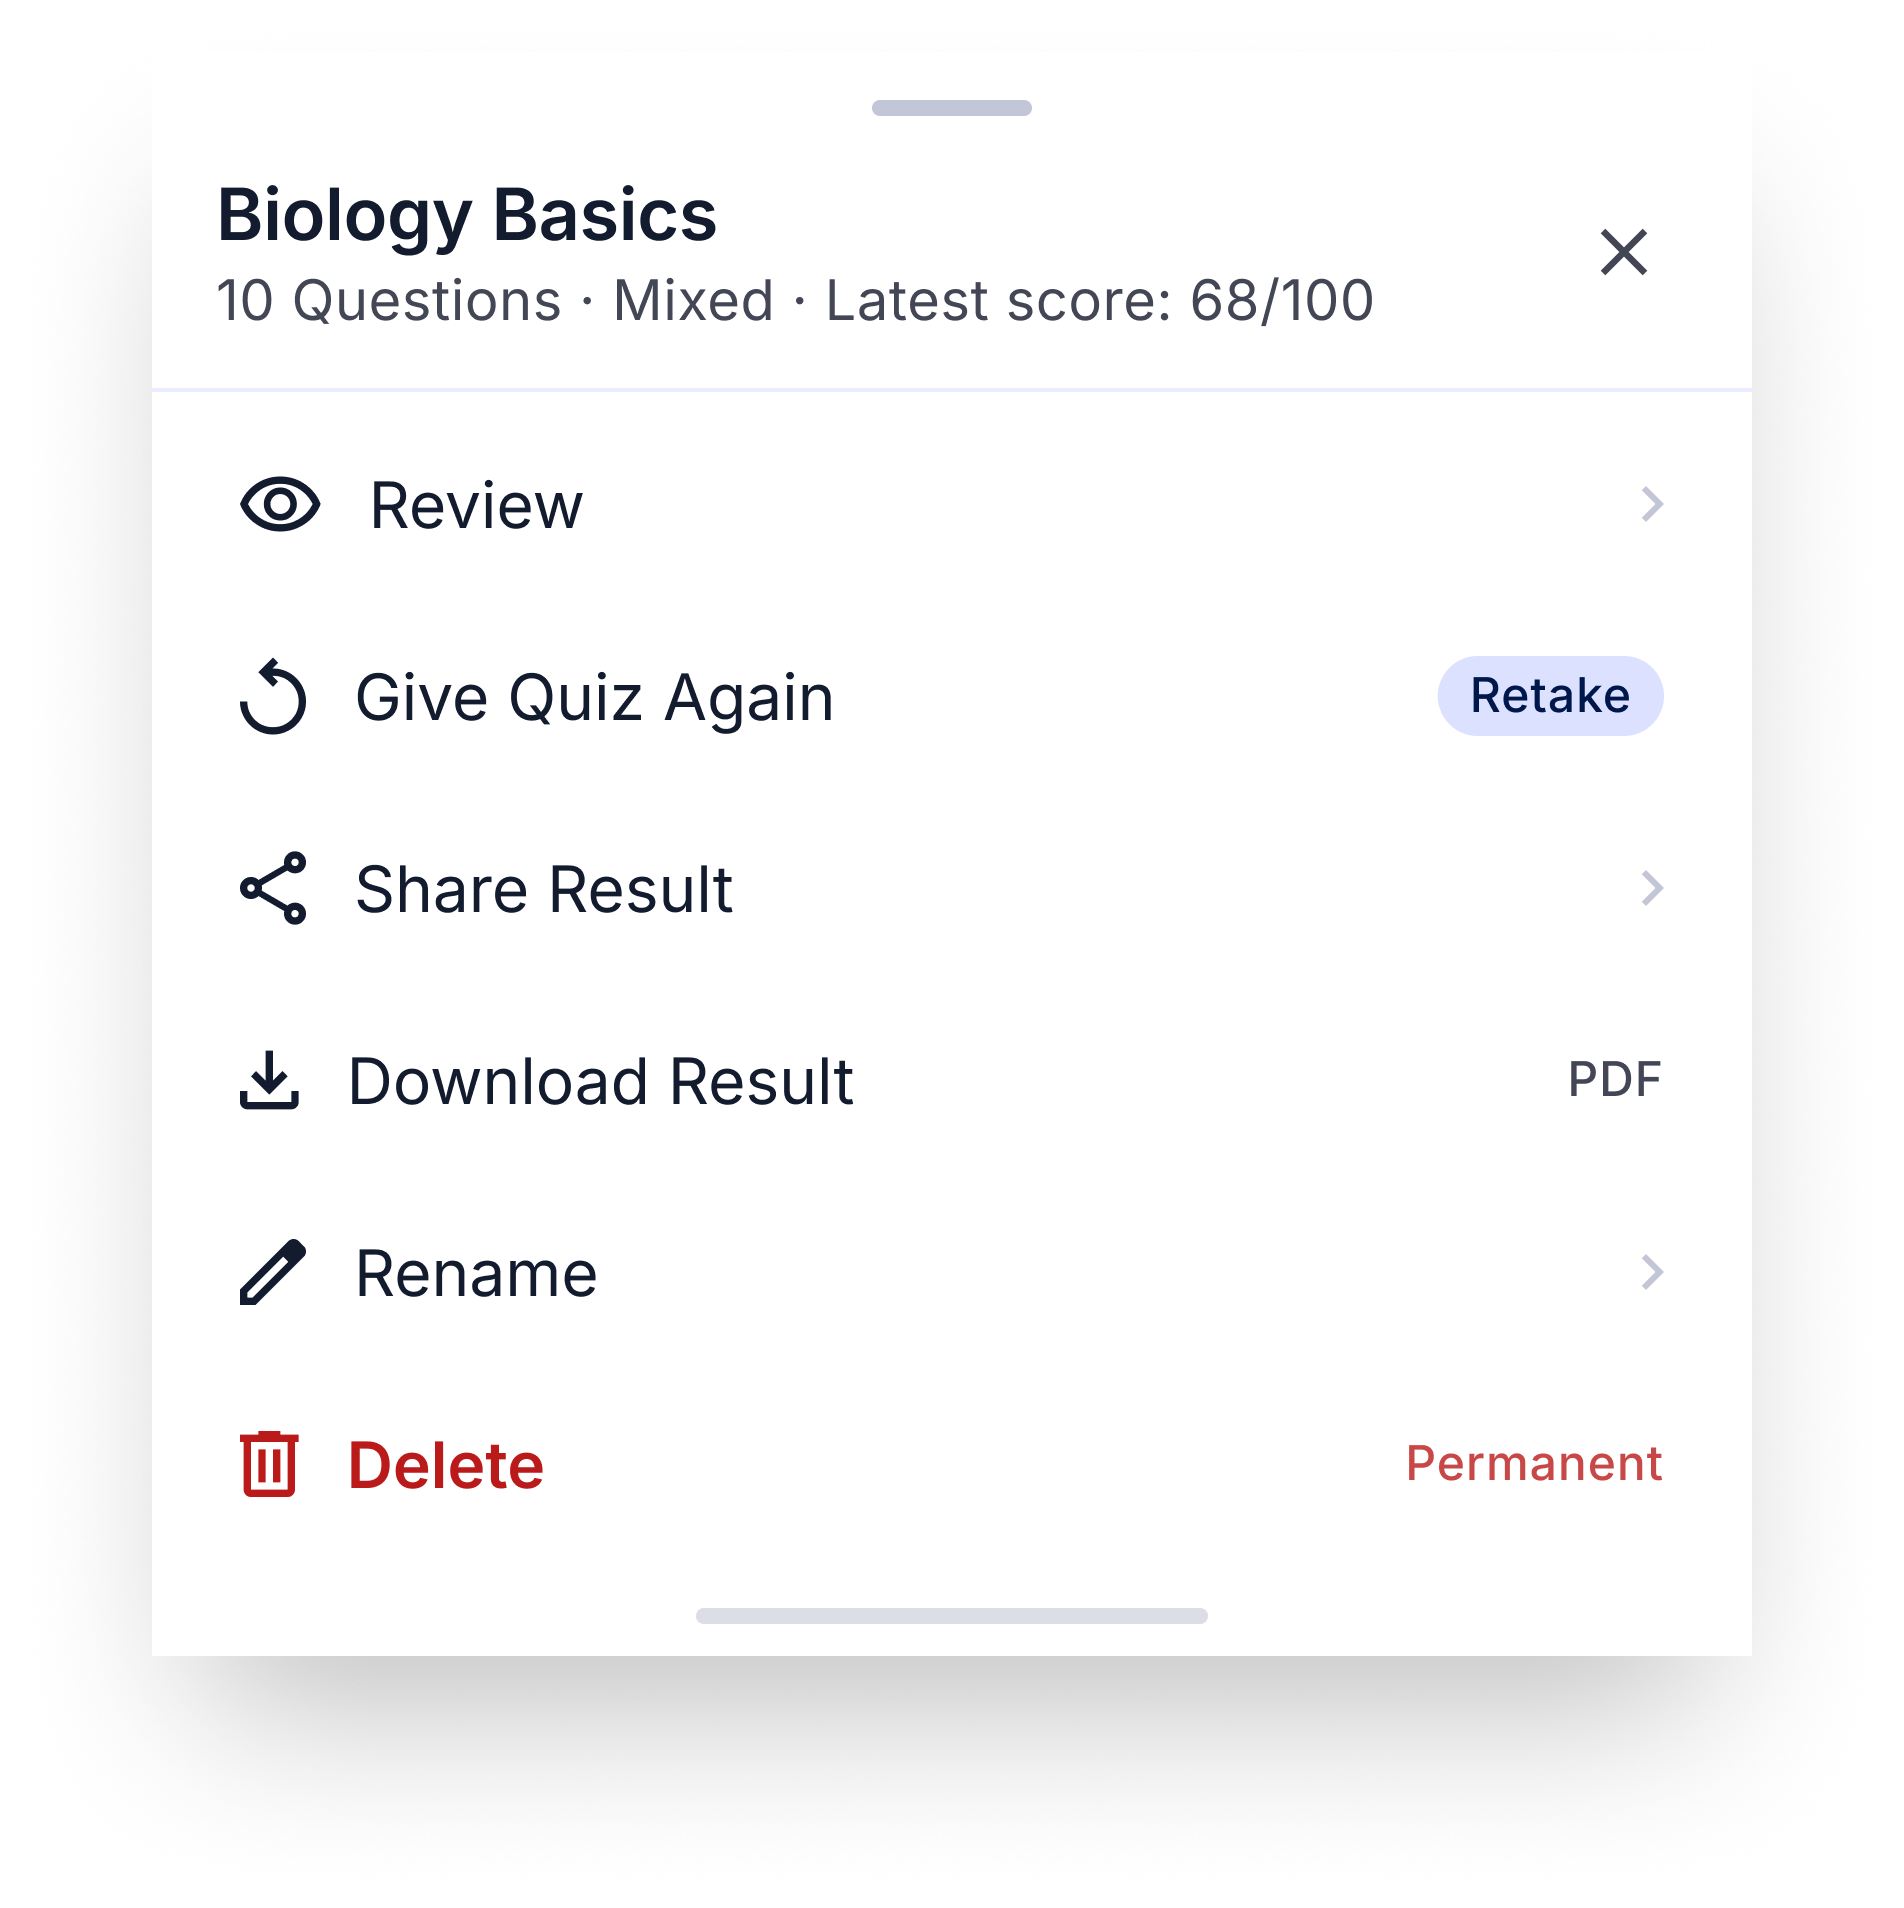 Biology Basics
10 Questions · Mixed · Latest score: 68/100
Review
Give Quiz Again
Retake
Share Result
Download Result
PDF
Rename
Delete
Permanent